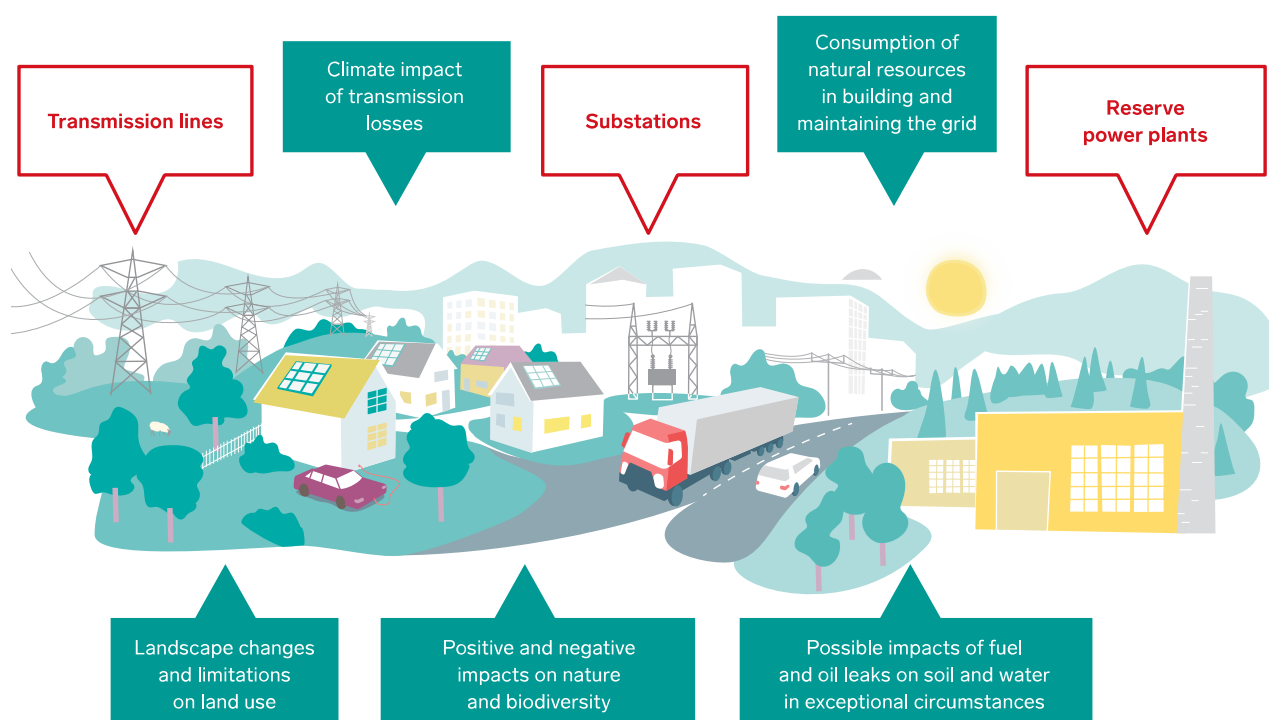 Transmission lines
Climate impact
of transmission
losses
Substations
Consumption of
natural resources
in building and
maintaining the grid
Reserve
power plants
Landscape changes
and limitations
on land use
Positive and negative
impacts on nature
and biodiversity
Possible impacts of fuel
and oil leaks on soil and water
in exceptional circumstances